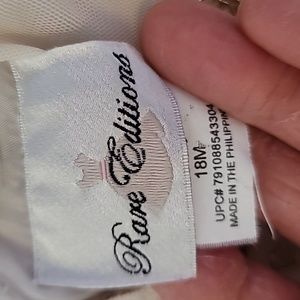 Rare Editions
18M
UPC# 791088543304
MADE IN THE PHILIPPIN